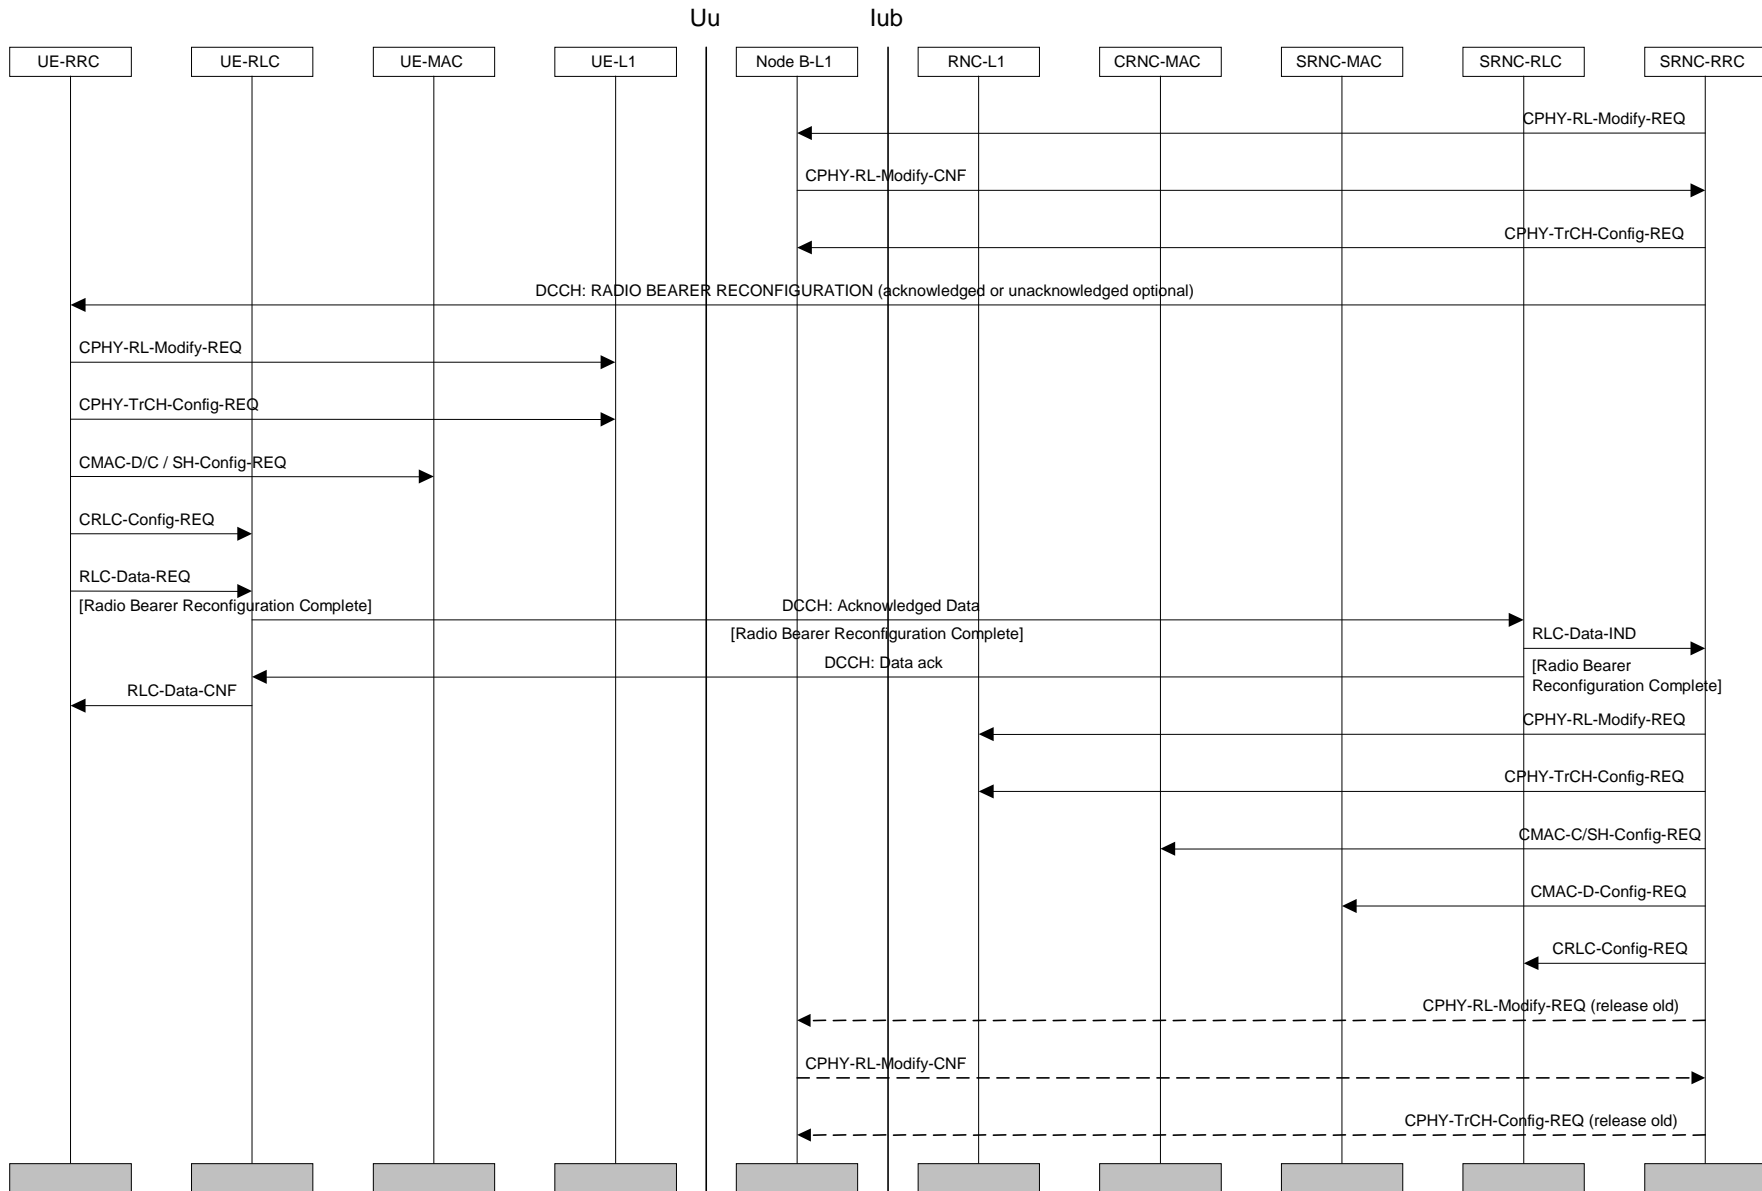 Uu
Iub
UE-RRC
UE-RLC
UE-MAC
UE-L1
Node B-L1
RNC-L1
CRNC-MAC
SRNC-MAC
SRNC-RLC
SRNC-RRC
CPHY-RL-Modify-REQ
CPHY-RL-Modify-CNF
CPHY-TrCH-Config-REQ
DCCH: RADIO BEARER RECONFIGURATION (acknowledged or unacknowledged optional)
CPHY-RL-Modify-REQ
CPHY-TrCH-Config-REQ
CMAC-D/C / SH-Config-REQ
CRLC-Config-REQ
RLC-Data-REQ
[Radio Bearer Reconfiguration Complete]
DCCH: Acknowledged Data
[Radio Bearer Reconfiguration Complete]
RLC-Data-IND
[Radio Bearer
Reconfiguration Complete]
DCCH: Data ack
RLC-Data-CNF
CPHY-RL-Modify-REQ
CPHY-TrCH-Config-REQ
CMAC-C/SH-Config-REQ
CMAC-D-Config-REQ
CRLC-Config-REQ
CPHY-RL-Modify-REQ (release old)
CPHY-RL-Modify-CNF
CPHY-TrCH-Config-REQ (release old)